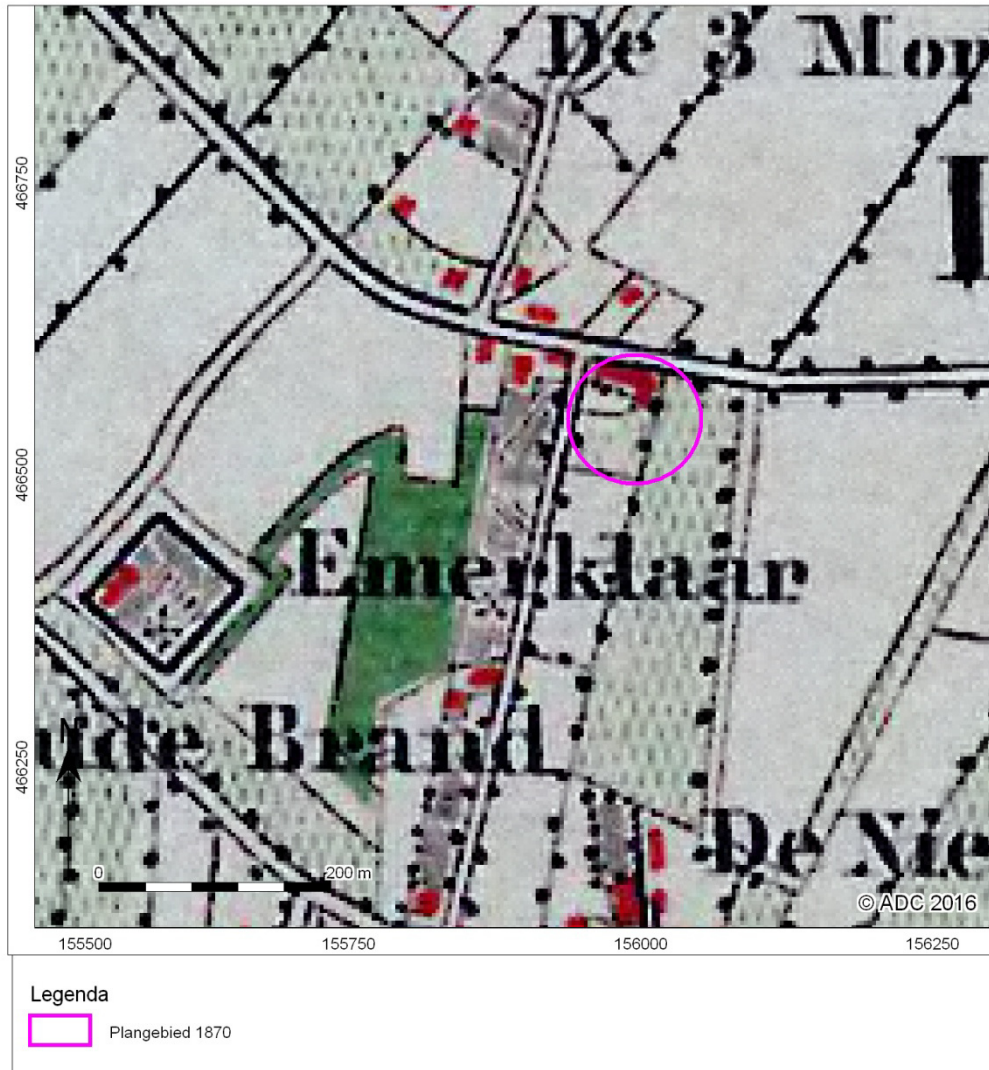 De 3 Mor
466750
466500
Emerklaar
466250
ude Brand
N
De Nie
0 200 m
© ADC 2016
155500 155750 156000 156250
Legenda
Plangebied 1870